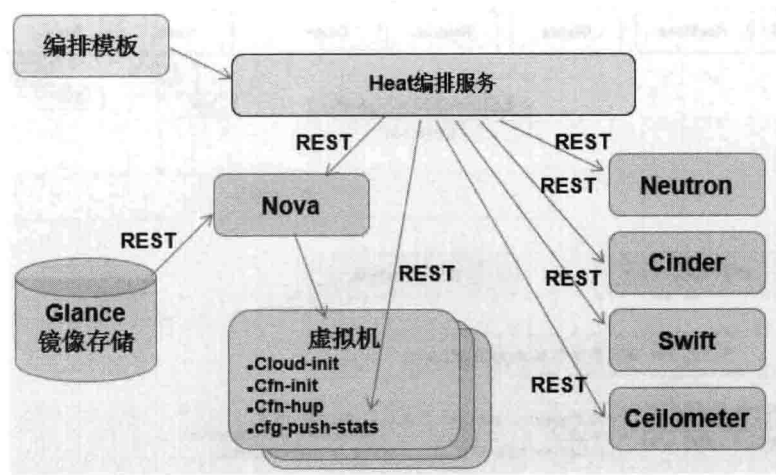 编排模板
Heat编排服务
REST
REST
Nova
REST
Neutron
REST
REST
Cinder
Glance
镜像存储
REST
虚拟机
.Cloud-init
.Cfn-init
.Cfn-hup
.cfg-push-stats
Swift
REST
Ceilometer